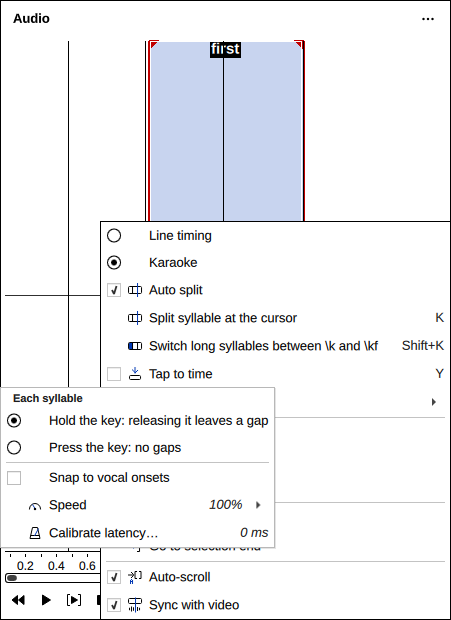 Audio
first
Line timing
Karaoke
Auto split
Split syllable at the cursor K
Switch long syllables between \k and \kf Shift+K
Tap to time Y
Each syllable
Hold the key: releasing it leaves a gap
Press the key: no gaps
Snap to vocal onsets
Speed 100%
Calibrate latency… 0 ms
Go to selection end
0.2 0.4 0.6
Auto-scroll
Sync with video